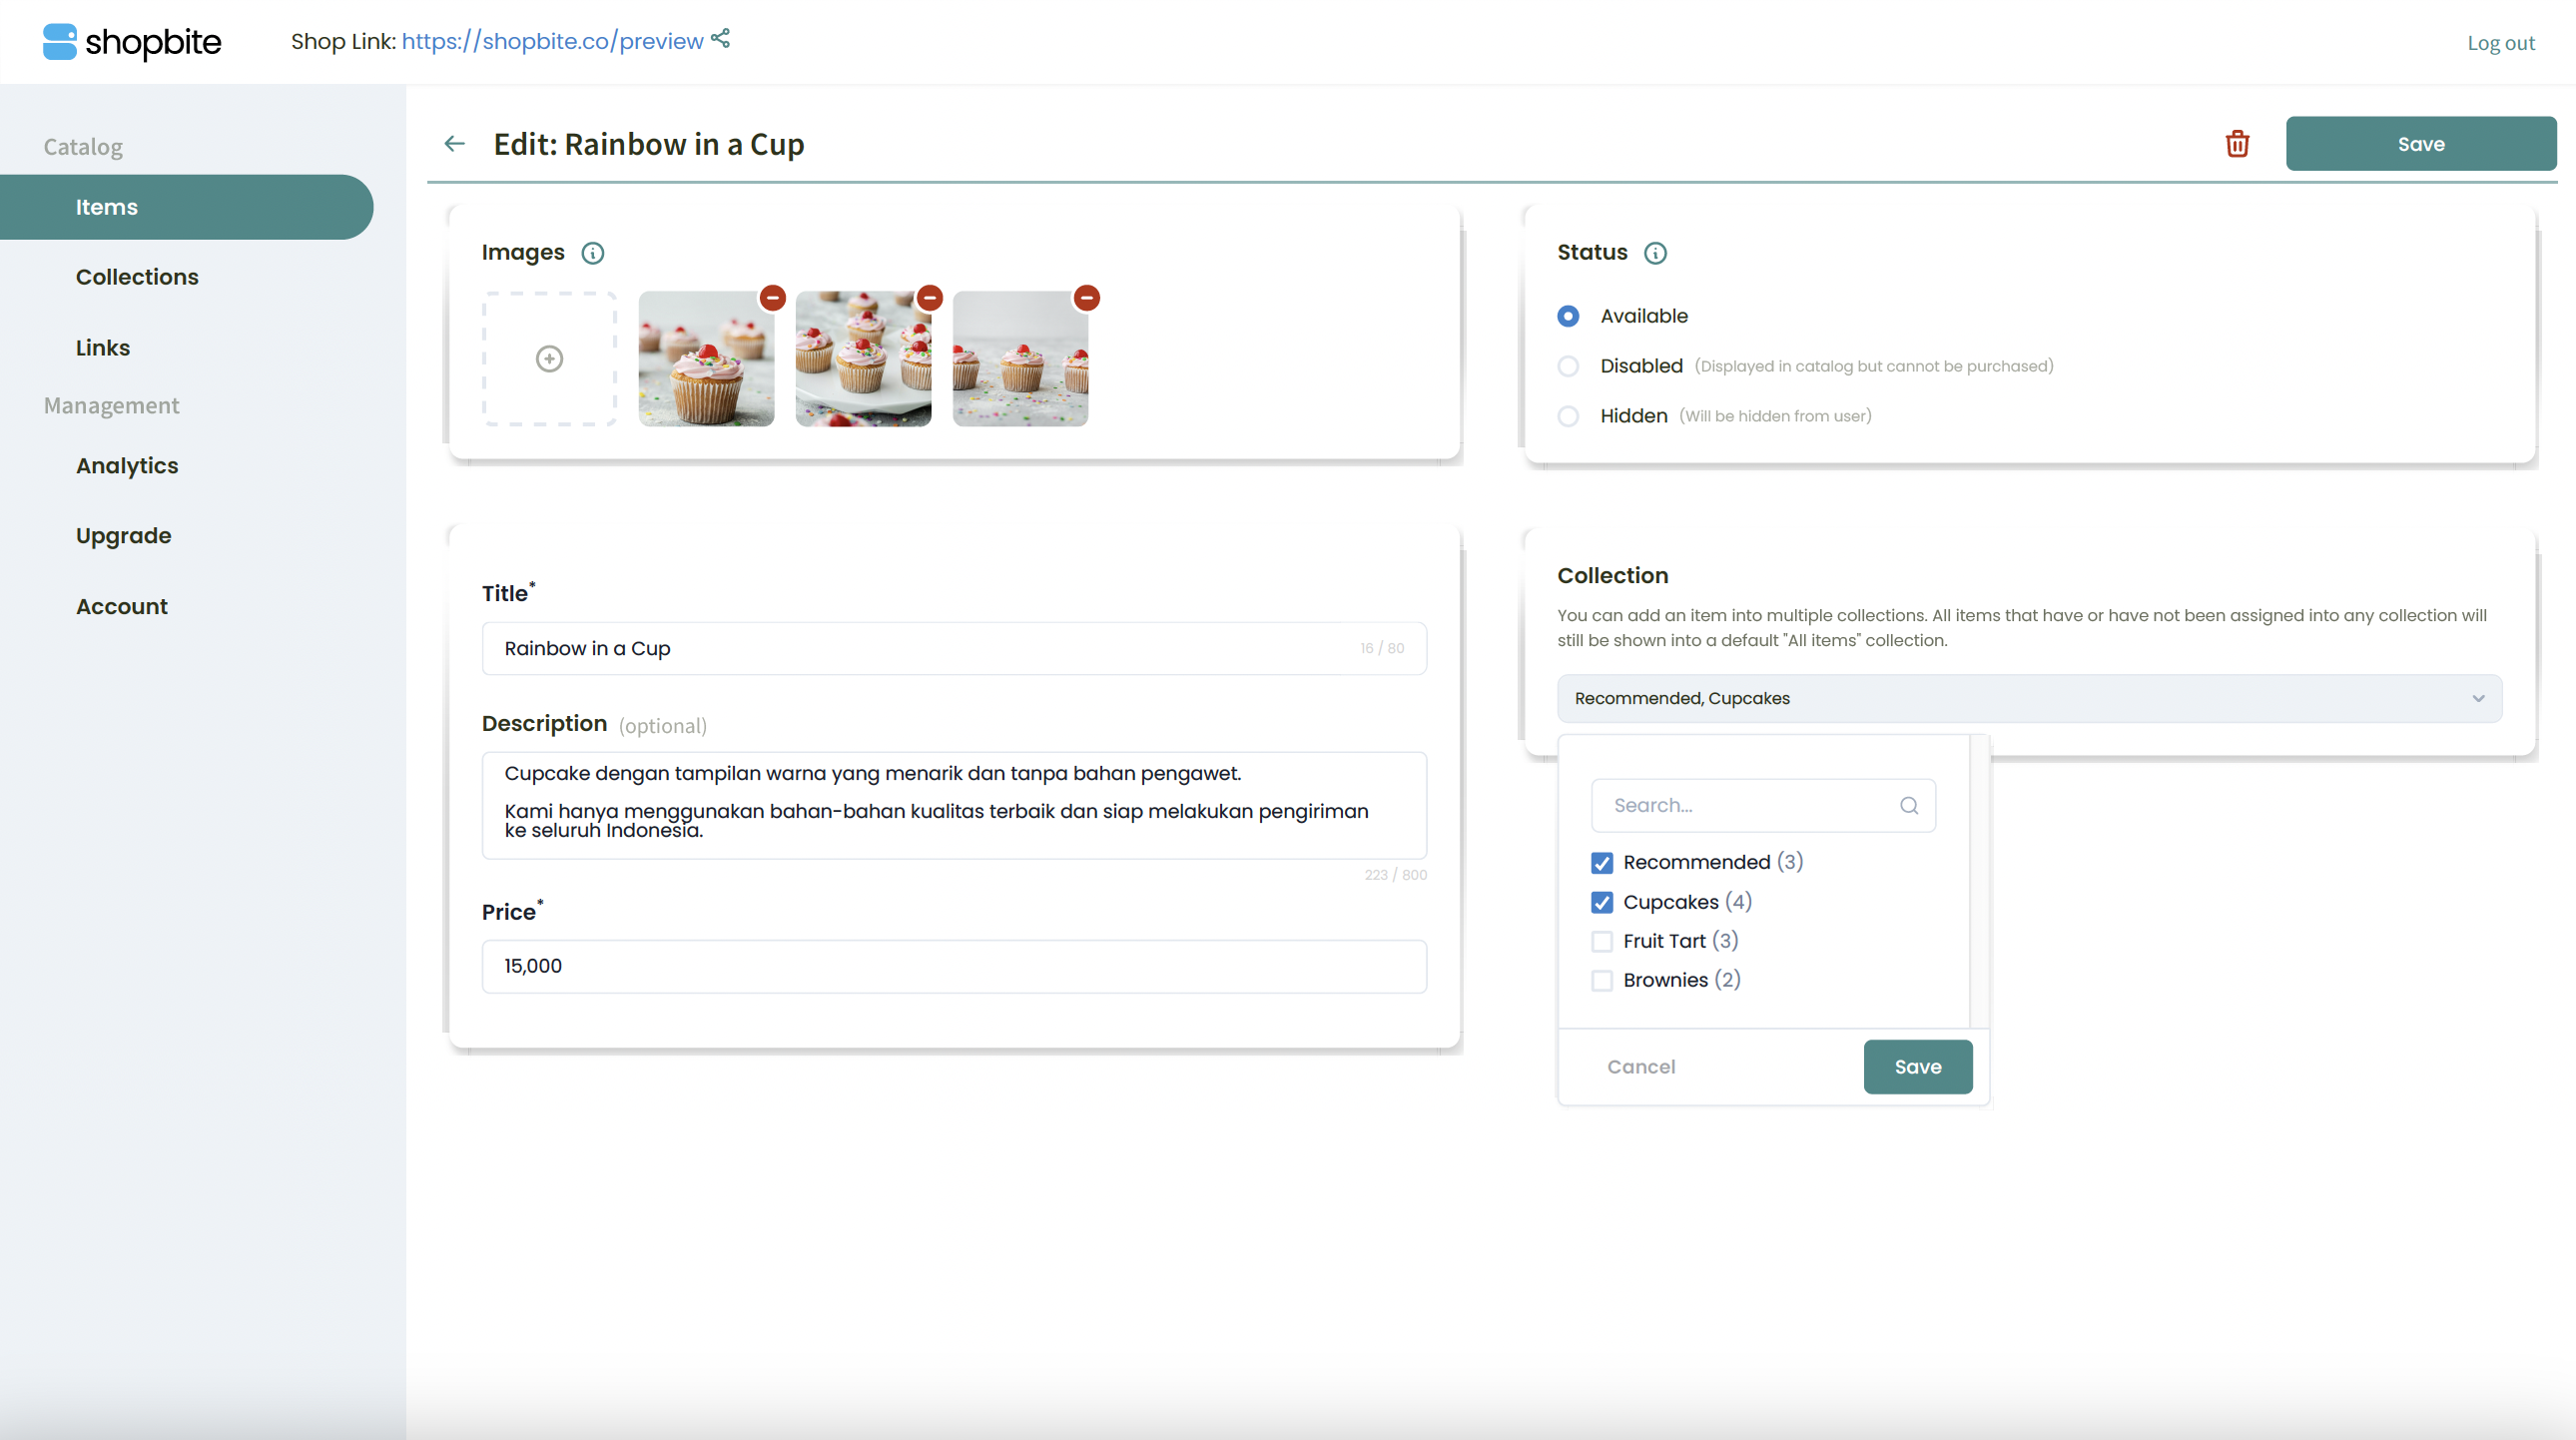 shopbite
Shop Link: https://shopbite.co/preview
Log out
Catalog
Items
Collections
Links
Management
Analytics
Upgrade
Account
Edit: Rainbow in a Cup
Save
Images
Status
Available
Disabled (Displayed in catalog but cannot be purchased)
Hidden (Will be hidden from user)
Title*
Rainbow in a Cup
16 / 80
Description (optional)
Cupcake dengan tampilan warna yang menarik dan tanpa bahan pengawet.
Kami hanya menggunakan bahan-bahan kualitas terbaik dan siap melakukan pengiriman
ke seluruh Indonesia.
223 / 800
Price*
15,000
Collection
You can add an item into multiple collections. All items that have or have not been assigned into any collection will
still be shown into a default "All items" collection.
Recommended, Cupcakes
Search...
Recommended (3)
Cupcakes (4)
Fruit Tart (3)
Brownies (2)
Cancel
Save